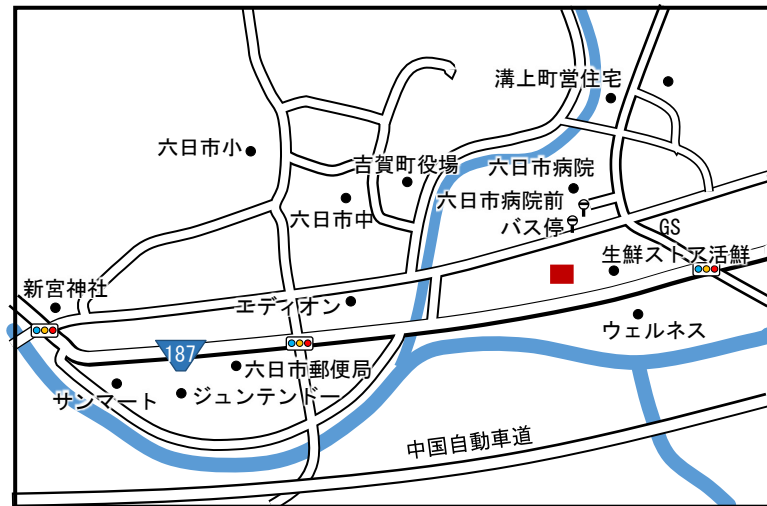 溝上町営住宅
六日市小
吉賀町役場
六日市病院
六日市病院前
バス停
六日市中
GS
生鮮ストア活鮮
新宮神社
エディオン
ウェルネス
187
六日市郵便局
サンマート
ジュンテンドー
中国自動車道